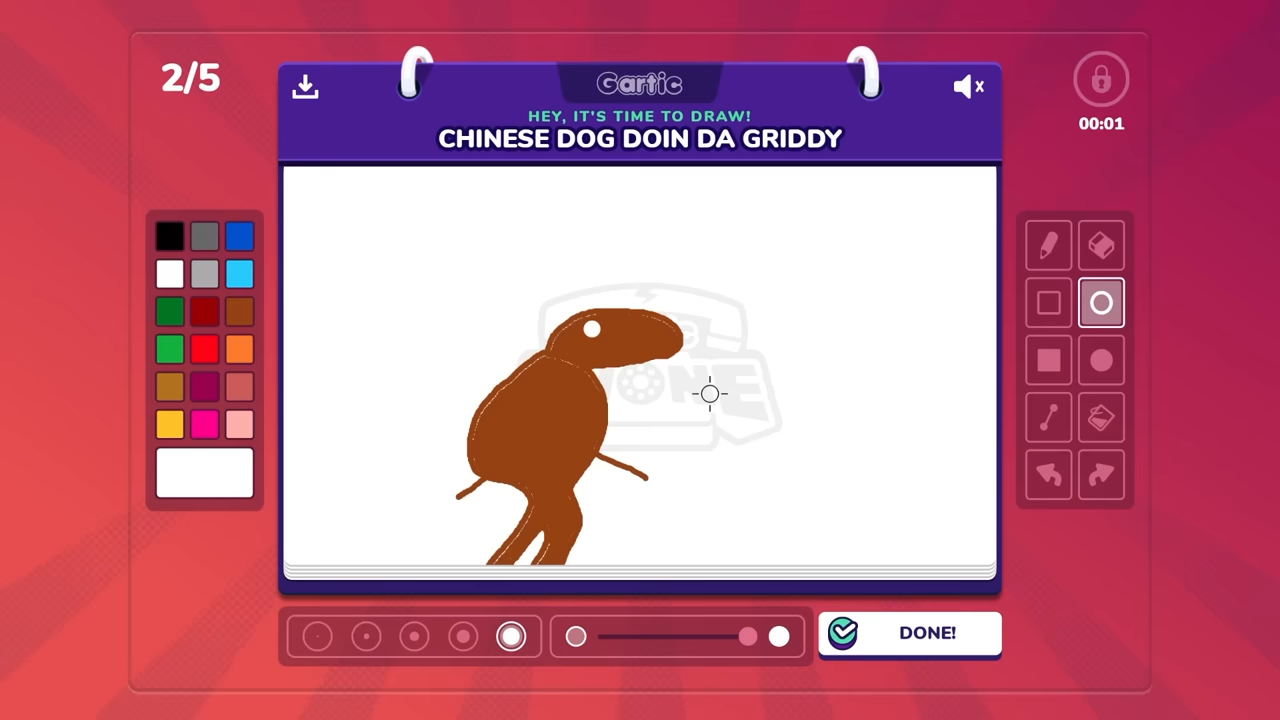 2/5
Gartic
HEY, IT'S TIME TO DRAW!
CHINESE DOG DOIN DA GRIDDY
00:01
DONE!